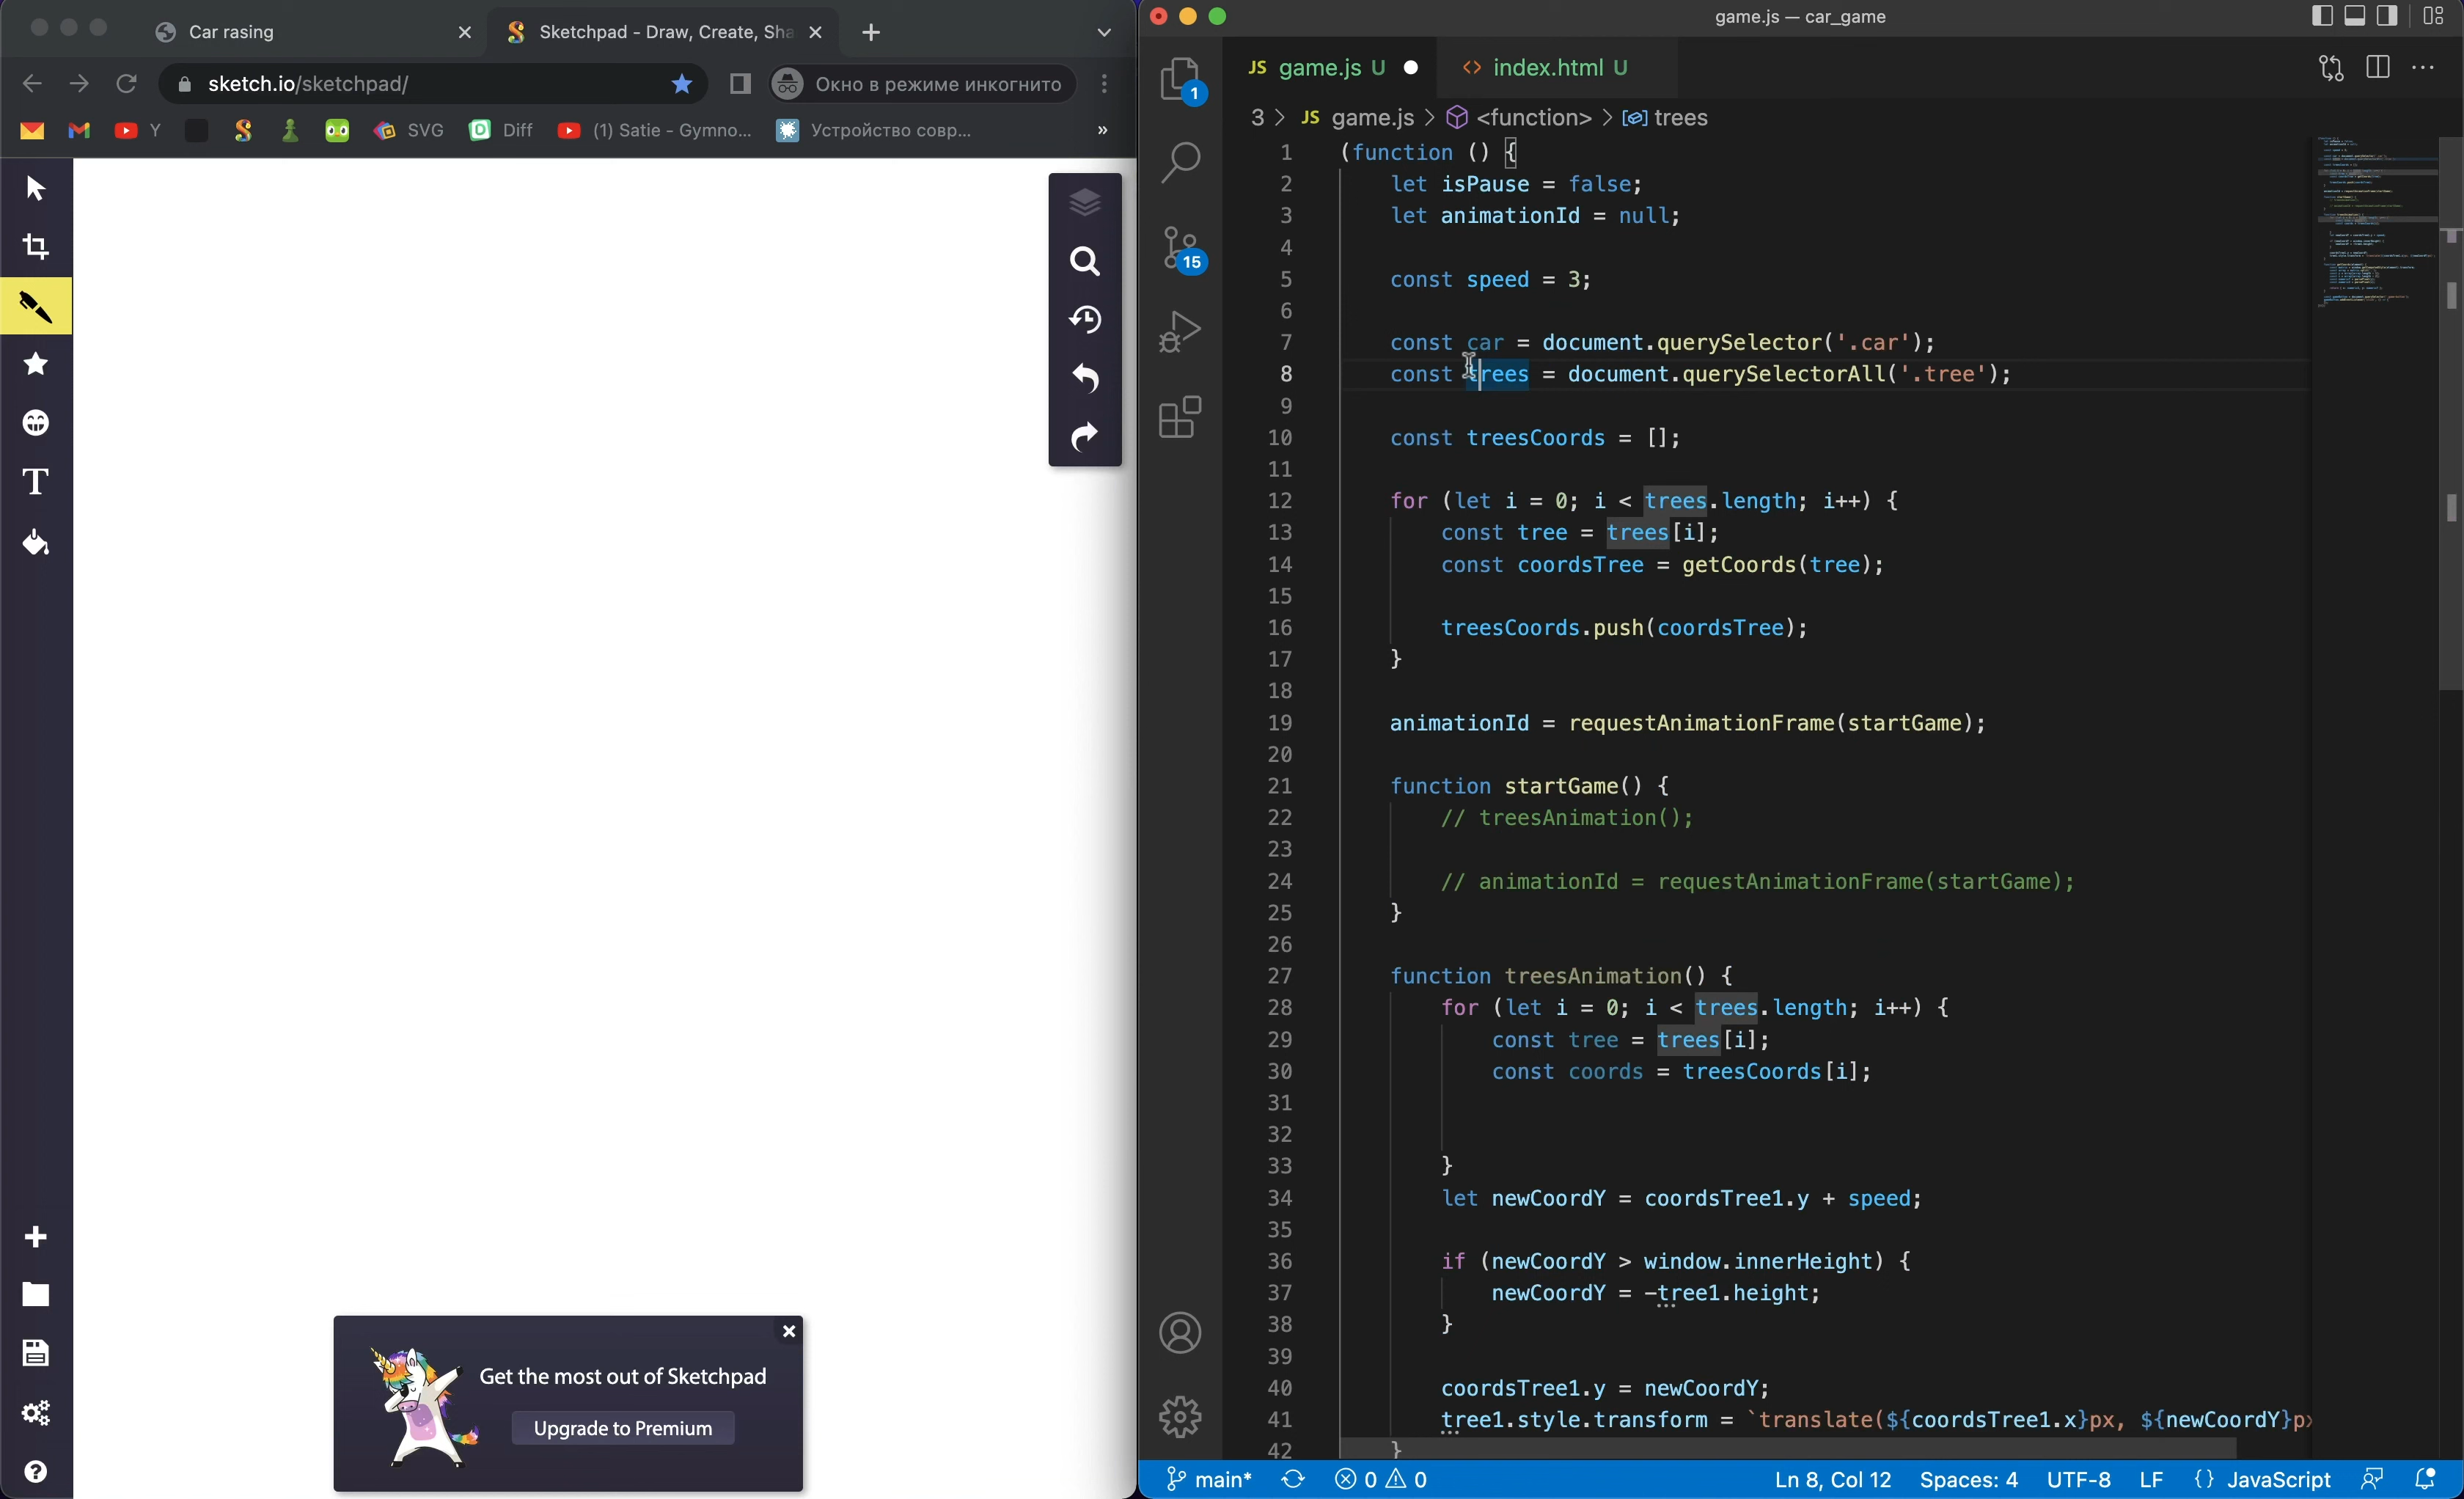 Car rasing
Sketchpad - Draw, Create, Sha
sketch.io/sketchpad/
Окно в режиме инкогнито
Y
SVG
Diff
(1) Satie - Gymno...
Устройство совр...
»
T
Get the most out of Sketchpad
Upgrade to Premium
game.js — car_game
JS game.js U
<> index.html U
1
15
3 > JS game.js > <function> > trees
1 (function () {
2 let isPause = false;
3 let animationId = null;
4
5 const speed = 3;
6
7 const car = document.querySelector('.car');
8 const trees = document.querySelectorAll('.tree');
9
10 const treesCoords = [];
11
12 for (let i = 0; i < trees.length; i++) {
13 const tree = trees[i];
14 const coordsTree = getCoords(tree);
15
16 treesCoords.push(coordsTree);
17 }
18
19 animationId = requestAnimationFrame(startGame);
20
21 function startGame() {
22 // treesAnimation();
23
24 // animationId = requestAnimationFrame(startGame);
25 }
26
27 function treesAnimation() {
28 for (let i = 0; i < trees.length; i++) {
29 const tree = trees[i];
30 const coords = treesCoords[i];
31
32
33 }
34 let newCoordY = coordsTree1.y + speed;
35
36 if (newCoordY > window.innerHeight) {
37 newCoordY = -tree1.height;
38 }
39
40 coordsTree1.y = newCoordY;
41 tree1.style.transform = `translate(${coordsTree1.x}px, ${newCoordY}px
42 }
main* 0 0 Ln 8, Col 12 Spaces: 4 UTF-8 LF {} JavaScript